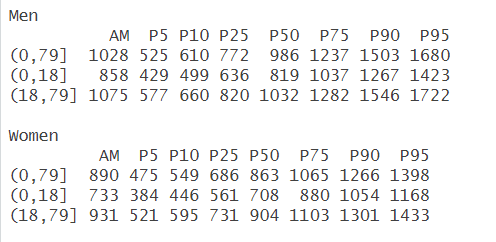 Men
AM P5 P10 P25 P50 P75 P90 P95
(0,79] 1028 525 610 772 986 1237 1503 1680
(0,18] 858 429 499 636 819 1037 1267 1423
(18,79] 1075 577 660 820 1032 1282 1546 1722
Women
AM P5 P10 P25 P50 P75 P90 P95
(0,79] 890 475 549 686 863 1065 1266 1398
(0,18] 733 384 446 561 708 880 1054 1168
(18,79] 931 521 595 731 904 1103 1301 1433